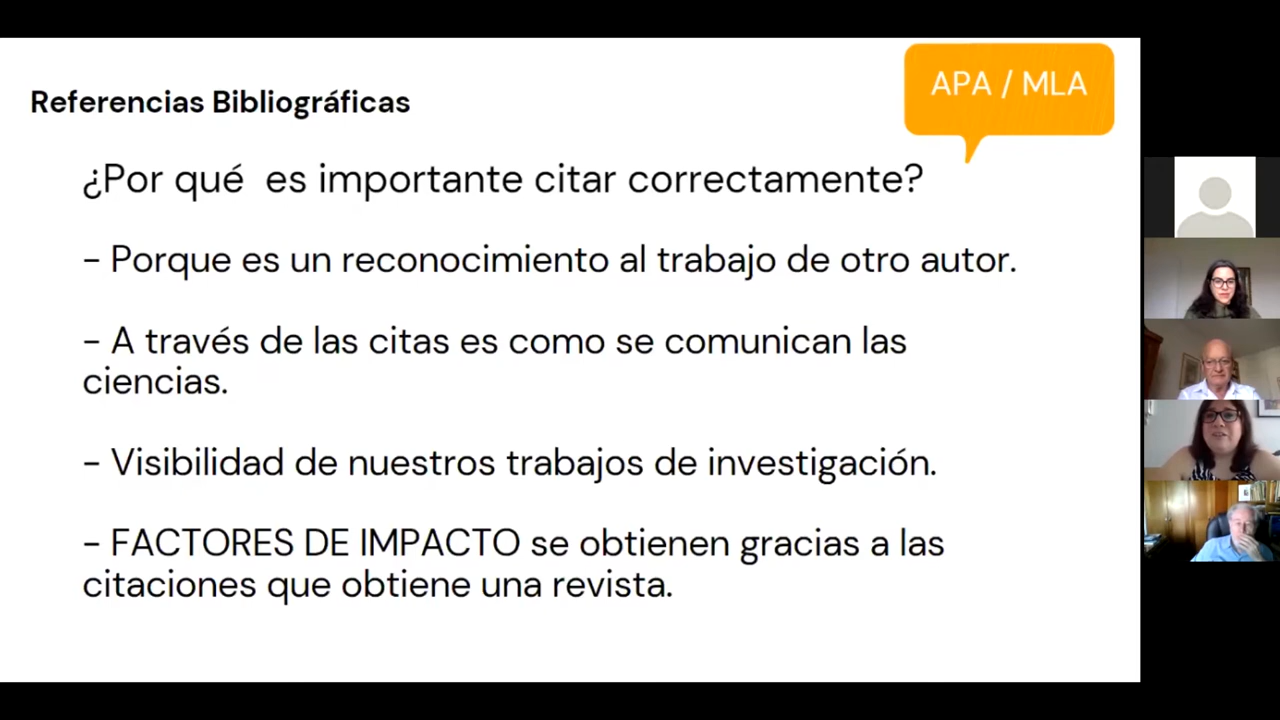 APA / MLA
Referencias Bibliográficas
¿Por qué es importante citar correctamente?
- Porque es un reconocimiento al trabajo de otro autor.
- A través de las citas es como se comunican las
ciencias.
- Visibilidad de nuestros trabajos de investigación.
- FACTORES DE IMPACTO se obtienen gracias a las
citaciones que obtiene una revista.